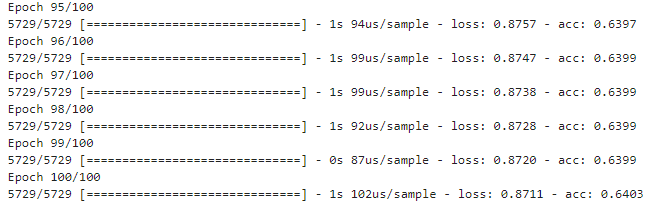 Epoch 95/100
5729/5729 [==============================] - 1s 94us/sample - loss: 0.8757 - acc: 0.6397
Epoch 96/100
5729/5729 [==============================] - 1s 99us/sample - loss: 0.8747 - acc: 0.6399
Epoch 97/100
5729/5729 [==============================] - 1s 99us/sample - loss: 0.8738 - acc: 0.6399
Epoch 98/100
5729/5729 [==============================] - 1s 92us/sample - loss: 0.8728 - acc: 0.6399
Epoch 99/100
5729/5729 [==============================] - 0s 87us/sample - loss: 0.8720 - acc: 0.6399
Epoch 100/100
5729/5729 [==============================] - 1s 102us/sample - loss: 0.8711 - acc: 0.6403